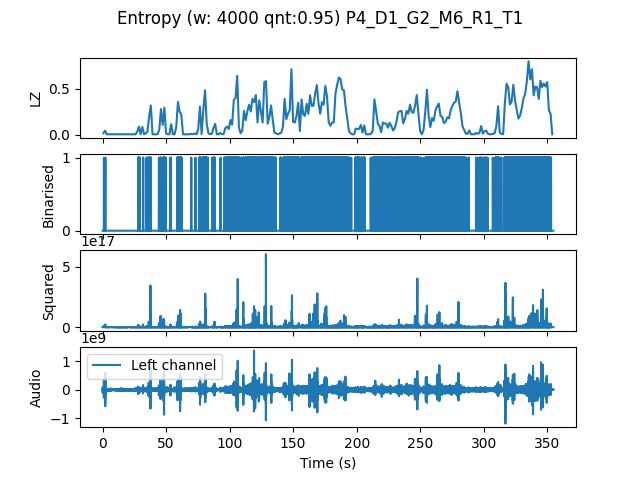 Entropy (w: 4000 qnt:0.95) P4_D1_G2_M6_R1_T1
LZ
0.5
0.0
Binarised
1
0
1e17
Squared
5
0
1e9
Audio
Left channel
1
0
−1
0 50 100 150 200 250 300 350
Time (s)